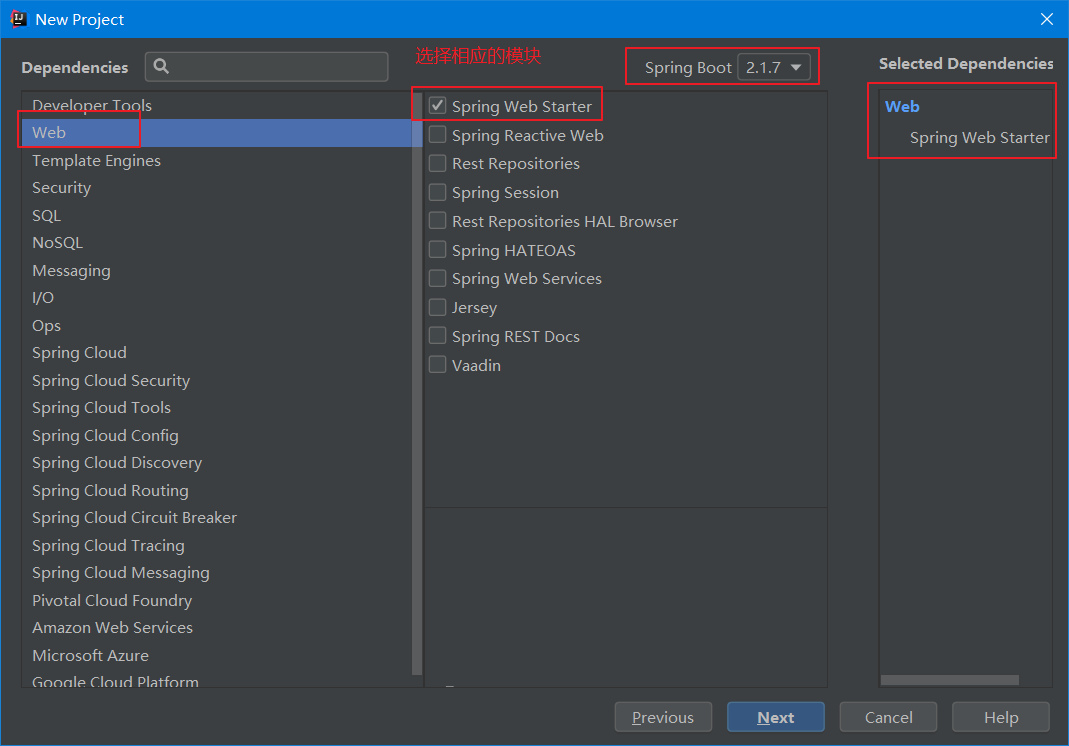 New Project
Dependencies
选择相应的模块
Spring Boot 2.1.7
Selected Dependencies
Developer Tools
Web
Template Engines
Security
SQL
NoSQL
Messaging
I/O
Ops
Spring Cloud
Spring Cloud Security
Spring Cloud Tools
Spring Cloud Config
Spring Cloud Discovery
Spring Cloud Routing
Spring Cloud Circuit Breaker
Spring Cloud Tracing
Spring Cloud Messaging
Pivotal Cloud Foundry
Amazon Web Services
Microsoft Azure
Google Cloud Platform
Spring Web Starter
Spring Reactive Web
Rest Repositories
Spring Session
Rest Repositories HAL Browser
Spring HATEOAS
Spring Web Services
Jersey
Spring REST Docs
Vaadin
Web
Spring Web Starter
Previous
Next
Cancel
Help